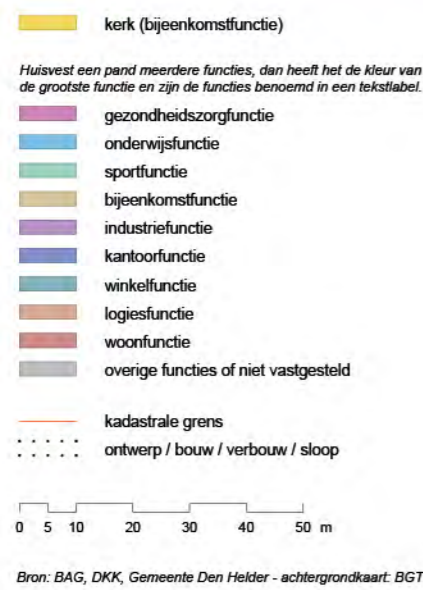 kerk (bijeenkomstfunctie)
Huisvest een pand meerdere functies, dan heeft het de kleur van
de grootste functie en zijn de functies benoemd in een tekstlabel.
gezondheidszorgfunctie
onderwijsfunctie
sportfunctie
bijeenkomstfunctie
industriefunctie
kantoorfunctie
winkelfunctie
logiesfunctie
woonfunctie
overige functies of niet vastgesteld
kadastrale grens
ontwerp / bouw / verbouw / sloop
0 5 10 20 30 40 50 m
Bron: BAG, DKK, Gemeente Den Helder - achtergrondkaart: BGT